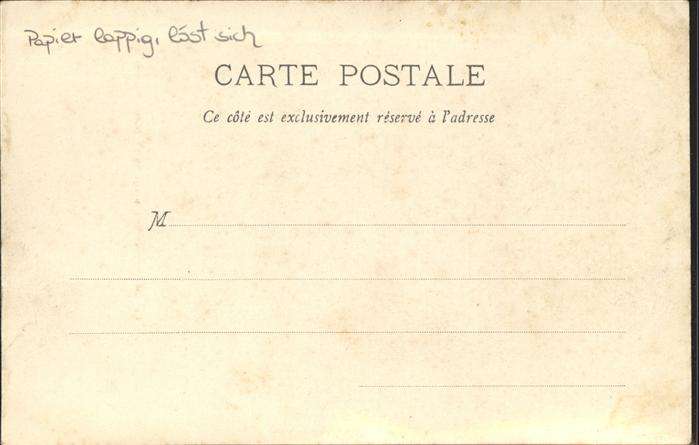 Papier lappig, löst sich
CARTE POSTALE
Ce côté est exclusivement réservé à l'adresse
M